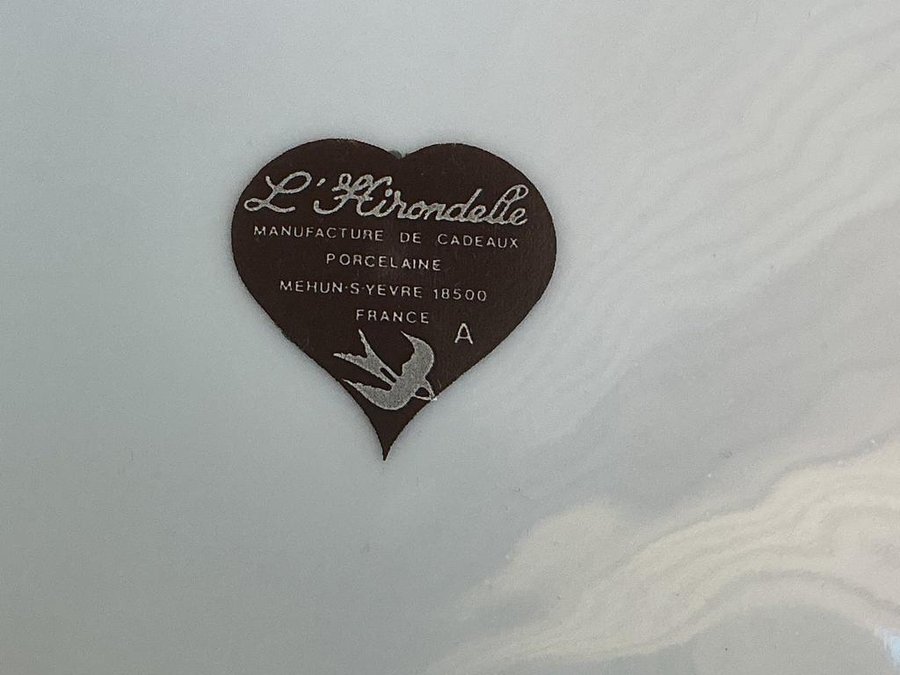 L'Hirondelle
MANUFACTURE DE CADEAUX
PORCELAINE
MEHUN·S·YEVRE 18500
FRANCE
A